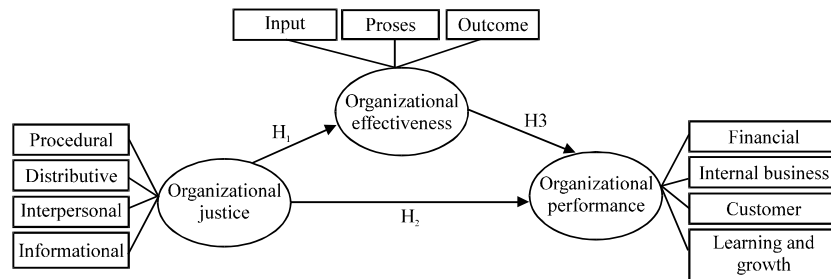 Input
Proses
Outcome
Organizational
effectiveness
H₁
H3
Procedural
Distributive
Interpersonal
Informational
Organizational
justice
H₂
Organizational
performance
Financial
Internal business
Customer
Learning and
growth